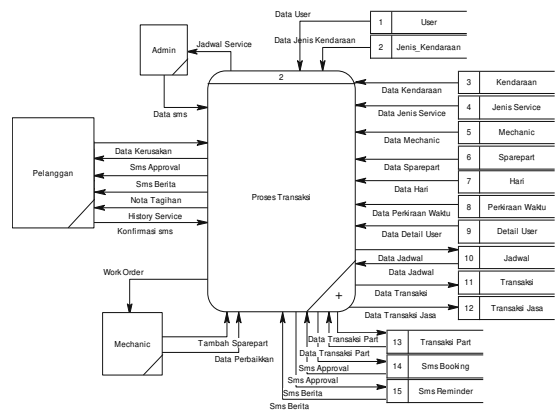 Data User
1 User
Data Jenis Kendaraan
2 Jenis_Kendaraan
Admin
Jadwal Service
2
Data sms
Data Kendaraan
3 Kendaraan
Data Jenis Service
4 Jenis Service
Data Mechanic
5 Mechanic
Data Sparepart
6 Sparepart
Data Hari
7 Hari
Data Perkiraan Waktu
8 Perkiraan Waktu
Data Detail User
9 Detail User
Data Jadwal
10 Jadwal
Data Jadwal
Data Transaksi
11 Transaksi
Data Transaksi Jasa
12 Transaksi Jasa
Pelanggan
Data Kerusakan
Sms Approval
Sms Berita
Nota Tagihan
History Service
Konfirmasi sms
Proses Transaksi
+
Work Order
Mechanic
Tambah Sparepart
Data Perbaikkan
Data Transaksi Part
13 Transaksi Part
Data Transaksi Part
14 Sms Booking
Sms Approval
Sms Approval
15 Sms Reminder
Sms Berita
Sms Berita